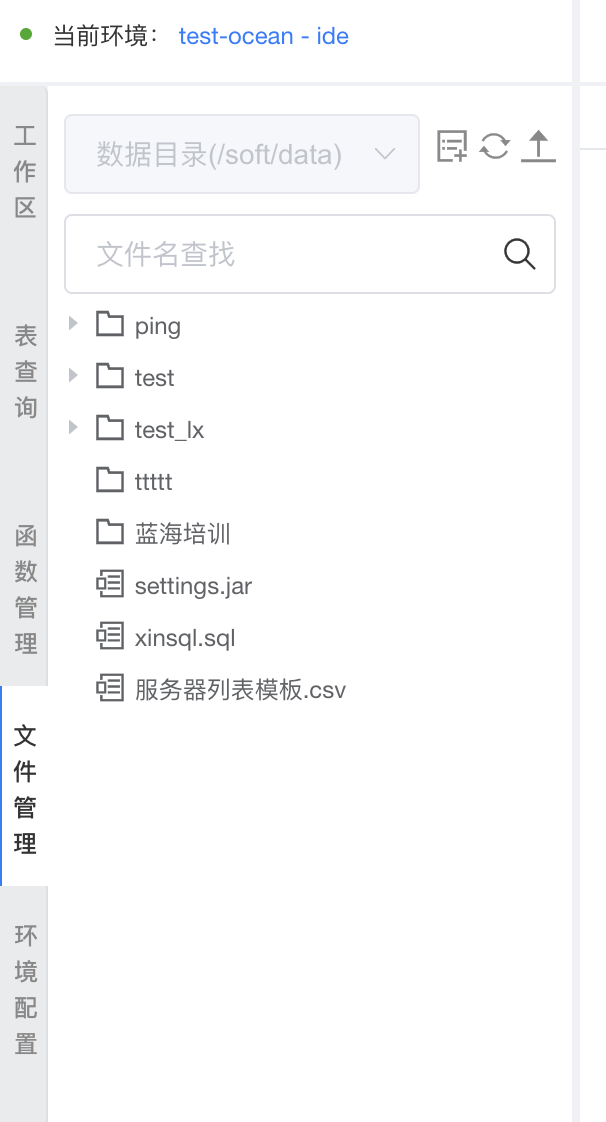 当前环境： test-ocean - ide
工作区
表查询
函数管理
文件管理
环境配置
数据目录(/soft/data)
文件名查找
ping
test
test_lx
ttttt
蓝海培训
settings.jar
xinsql.sql
服务器列表模板.csv